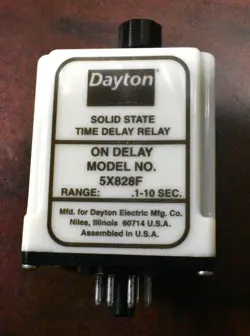 Dayton
SOLID STATE
TIME DELAY RELAY
ON DELAY
MODEL NO.
5X828F
RANGE: .1-10 SEC.
Mfd. for Dayton Electric Mfg. Co.
Niles, Illinois 60714 U.S.A.
Assembled in U.S.A.